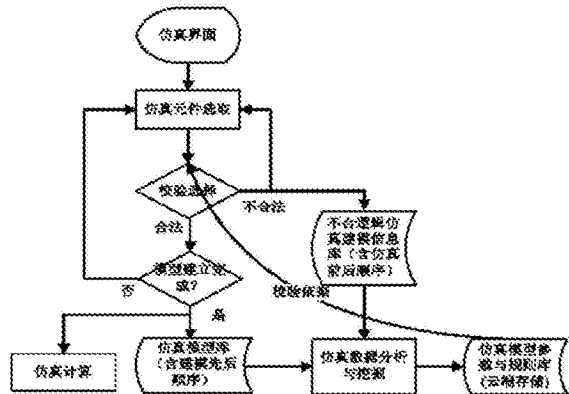 仿真界面
仿真元件选取
校验选择
不合法
合法
不合逻辑仿
真建模信息
库（含仿真
前后顺序）
模型建立完
成？
否
校验依据
是
仿真计算
仿真模型库
（含建模先后
顺序）
仿真数据分析
与挖掘
仿真模型参
数与规则库
(云端存储)